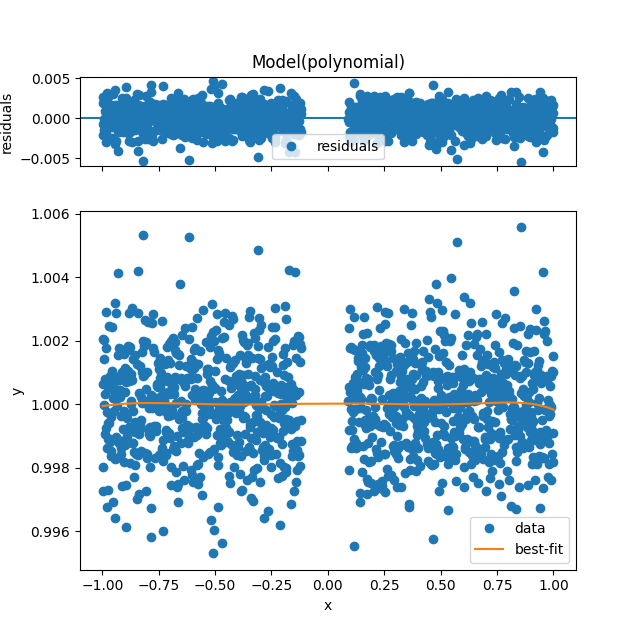 Model(polynomial)
0.005
0.000
−0.005
residuals
residuals
1.006
1.004
1.002
1.000
0.998
0.996
y
data
best-fit
−1.00 −0.75 −0.50 −0.25 0.00 0.25 0.50 0.75 1.00
x